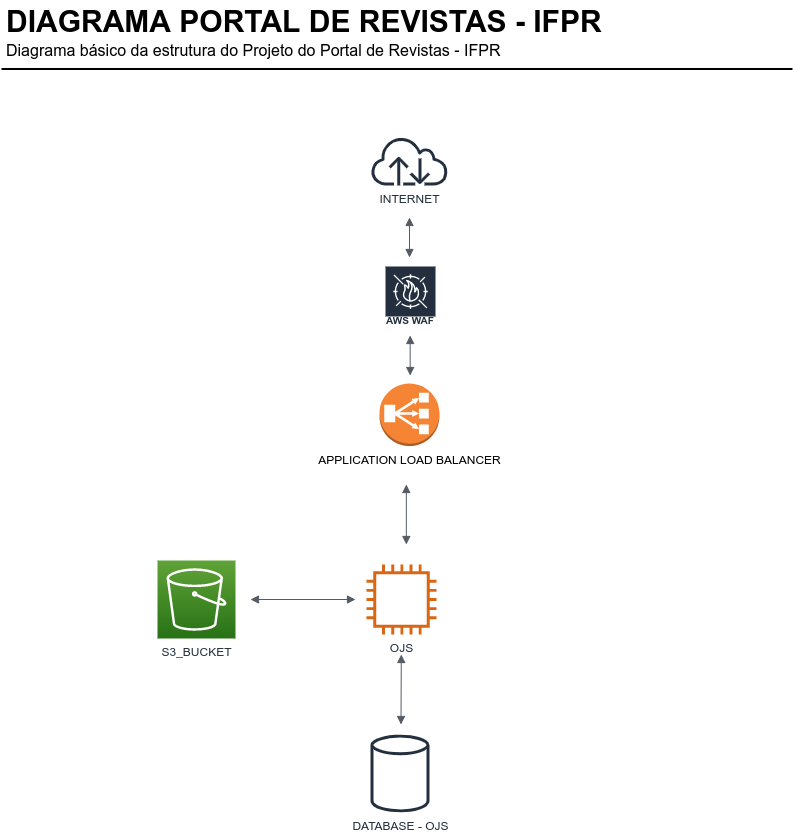 DIAGRAMA PORTAL DE REVISTAS - IFPR
Diagrama básico da estrutura do Projeto do Portal de Revistas - IFPR
INTERNET
AWS WAF
APPLICATION LOAD BALANCER
S3_BUCKET
OJS
DATABASE - OJS